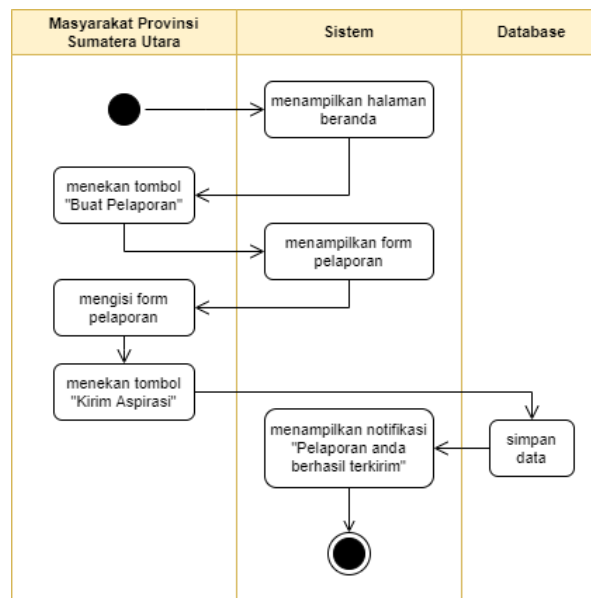 Masyarakat Provinsi
Sumatera Utara
Sistem
Database
menampilkan halaman
beranda
menekan tombol
"Buat Pelaporan"
menampilkan form
pelaporan
mengisi form
pelaporan
menekan tombol
"Kirim Aspirasi"
menampilkan notifikasi
"Pelaporan anda
berhasil terkirim"
simpan
data